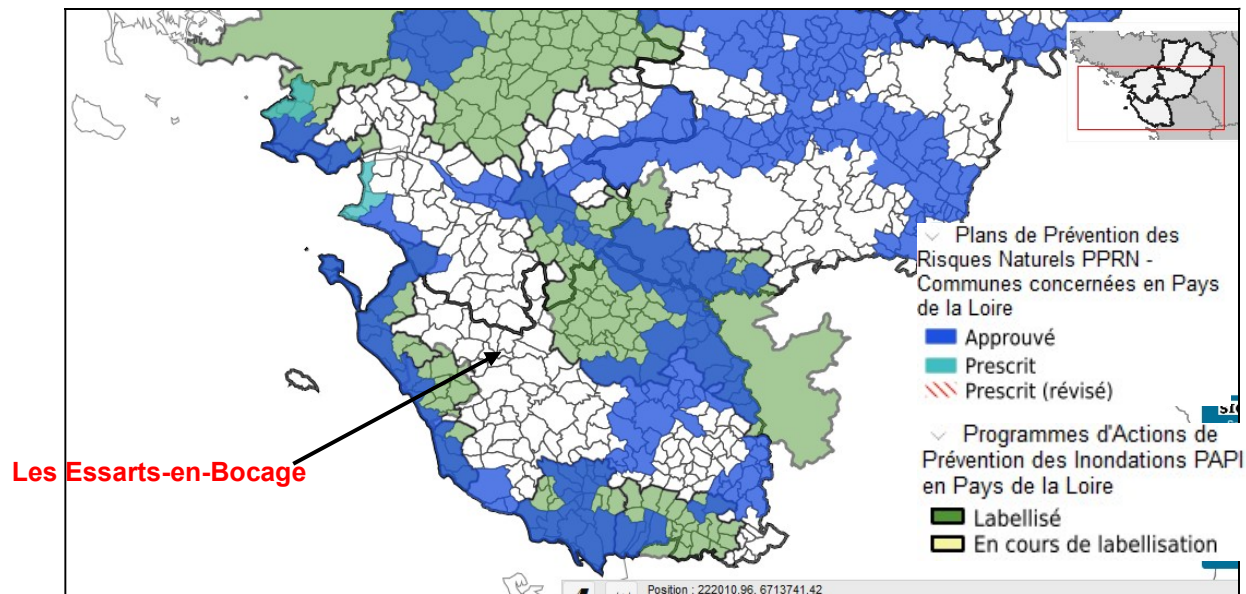 Plans de Prévention des
Risques Naturels PPRN -
Communes concernées en Pays
de la Loire
Approuvé
Prescrit
Prescrit (révisé)
Programmes d'Actions de
Prévention des Inondations PAPI
en Pays de la Loire
Labellisé
En cours de labellisation
Les Essarts-en-Bocage
Position : 222010.96, 6713741.42